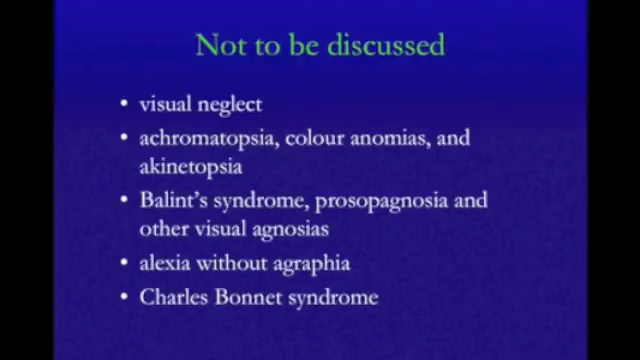 Not to be discussed
• visual neglect
• achromatopsia, colour anomias, and
akinetopsia
• Balint's syndrome, prosopagnosia and
other visual agnosias
• alexia without agraphia
• Charles Bonnet syndrome